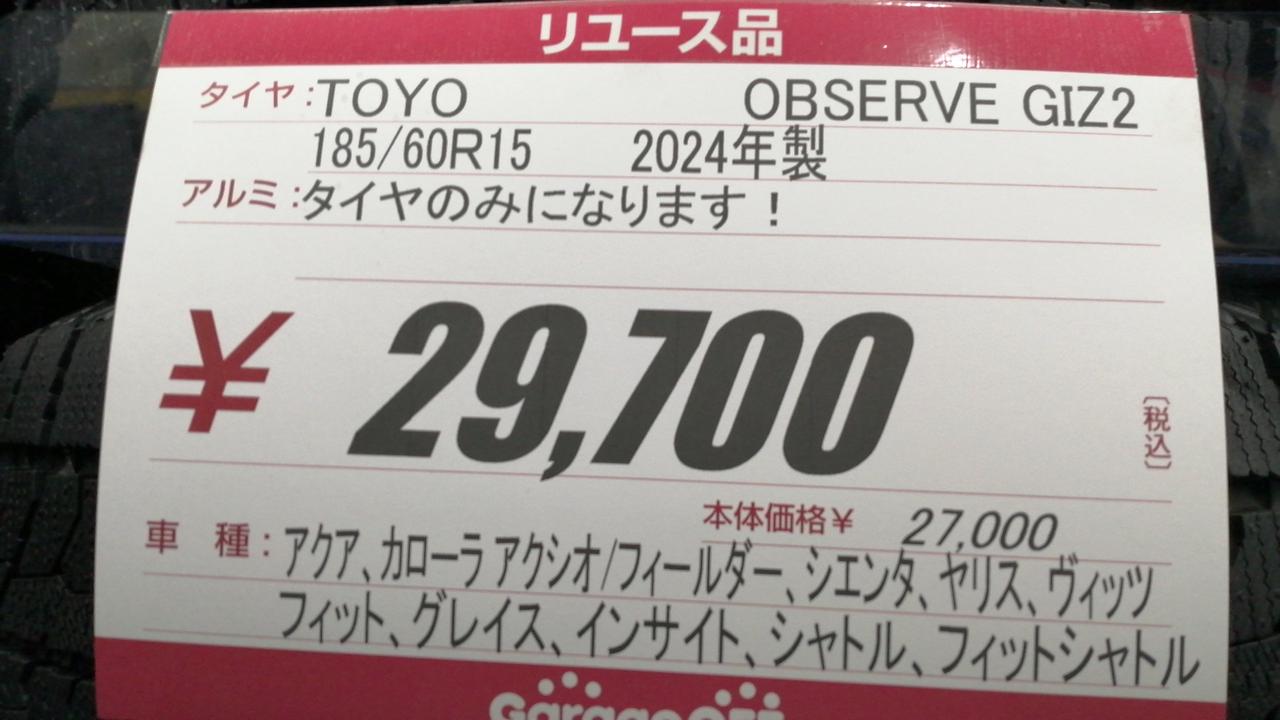 リユース品
タイヤ:TOYO OBSERVE GIZ2
185/60R15 2024年製
アルミ:タイヤのみになります！
¥ 29,700 〔税込〕
本体価格¥ 27,000
車 種:アクア、カローラ アクシオ/フィールダー、シエンタ、ヤリス、ヴィッツ
フィット、グレイス、インサイト、シャトル、フィットシャトル